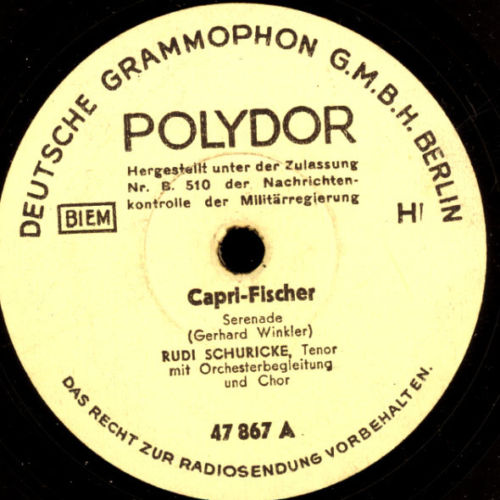 DEUTSCHE GRAMMOPHON G.M.B.H. BERLIN
POLYDOR
Hergestellt unter der Zulassung
Nr. B. 510 der Nachrichten-
kontrolle der Militärregierung
BIEM
HI
Capri-Fischer
Serenade
(Gerhard Winkler)
RUDI SCHURICKE, Tenor
mit Orchesterbegleitung
und Chor
47 867 A
DAS RECHT ZUR RADIOSENDUNG VORBEHALTEN.